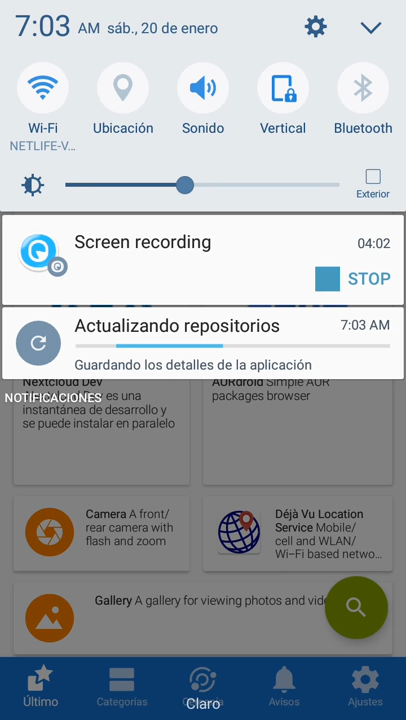 7:03 AM sáb., 20 de enero
Wi-Fi
Ubicación
Sonido
Vertical
Bluetooth
NETLIFE-V...
Exterior
Screen recording
04:02
STOP
Actualizando repositorios
7:03 AM
Guardando los detalles de la aplicación
NOTIFICACIONES
Nextcloud Dev
Dev es una
instantánea de desarrollo y
se puede instalar en paralelo
AURdroid Simple AUR
packages browser
Camera A front/
rear camera with
flash and zoom
Déjà Vu Location
Service Mobile/
cell and WLAN/
Wi-Fi based netwo...
Gallery A gallery for viewing photos and vide
Último
Categorías
Avisos
Ajustes
Claro